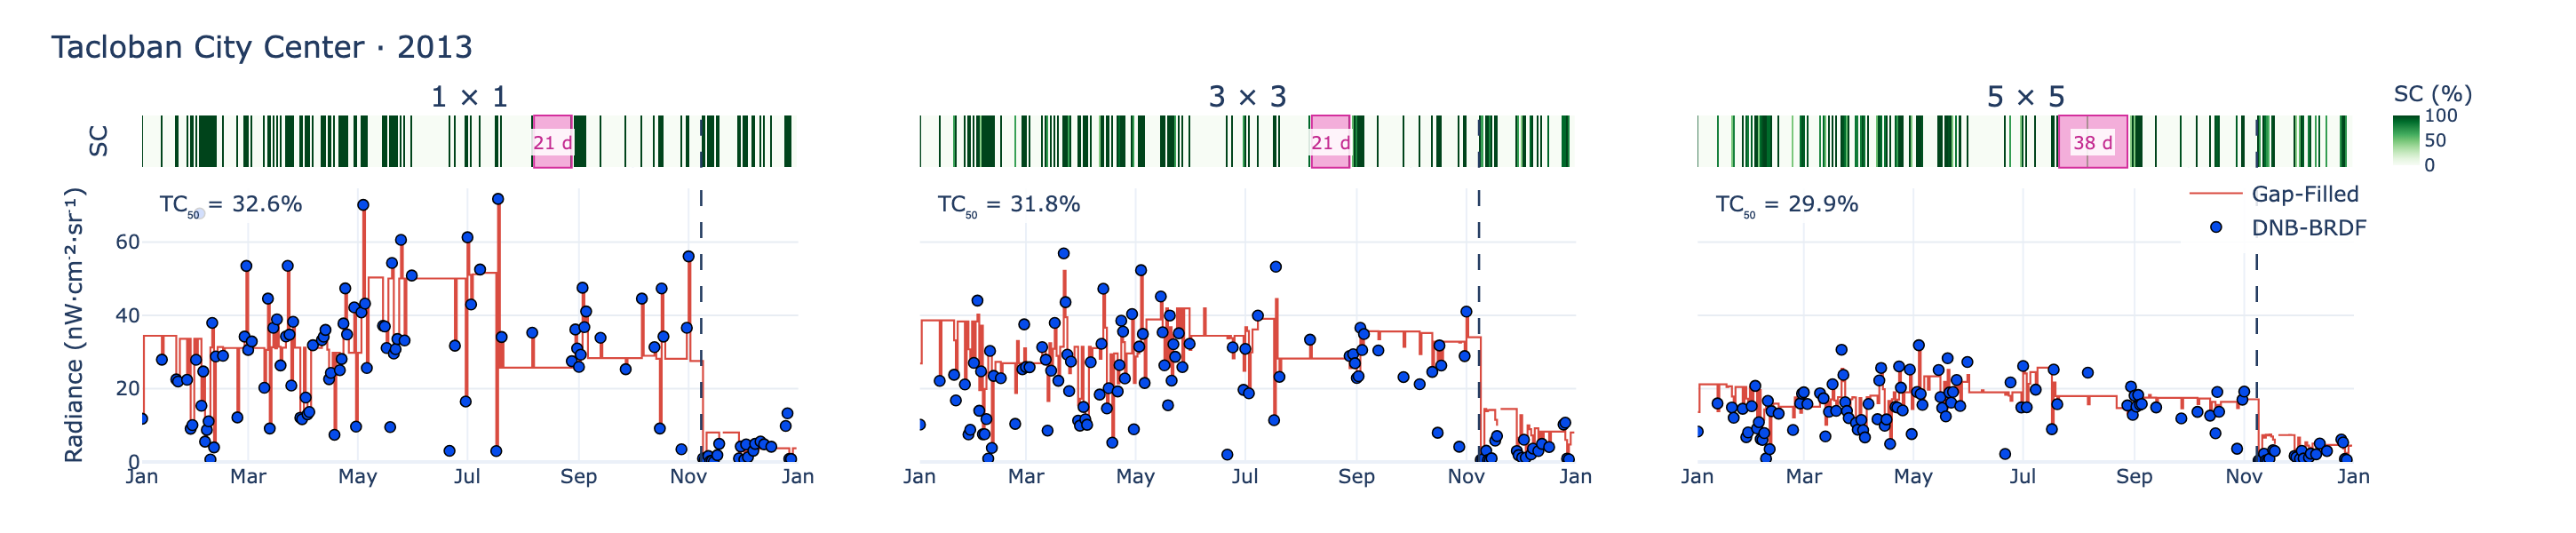 Tacloban City Center · 2013
1 × 1
3 × 3
5 × 5
SC (%)
100
50
0
SC
21 d
21 d
38 d
TC₅₀ = 32.6%
TC₅₀ = 31.8%
TC₅₀ = 29.9%
Gap-Filled
DNB-BRDF
Radiance (nW·cm⁻²·sr⁻¹)
60
40
20
0
Jan Mar May Jul Sep Nov Jan
Jan Mar May Jul Sep Nov Jan
Jan Mar May Jul Sep Nov Jan